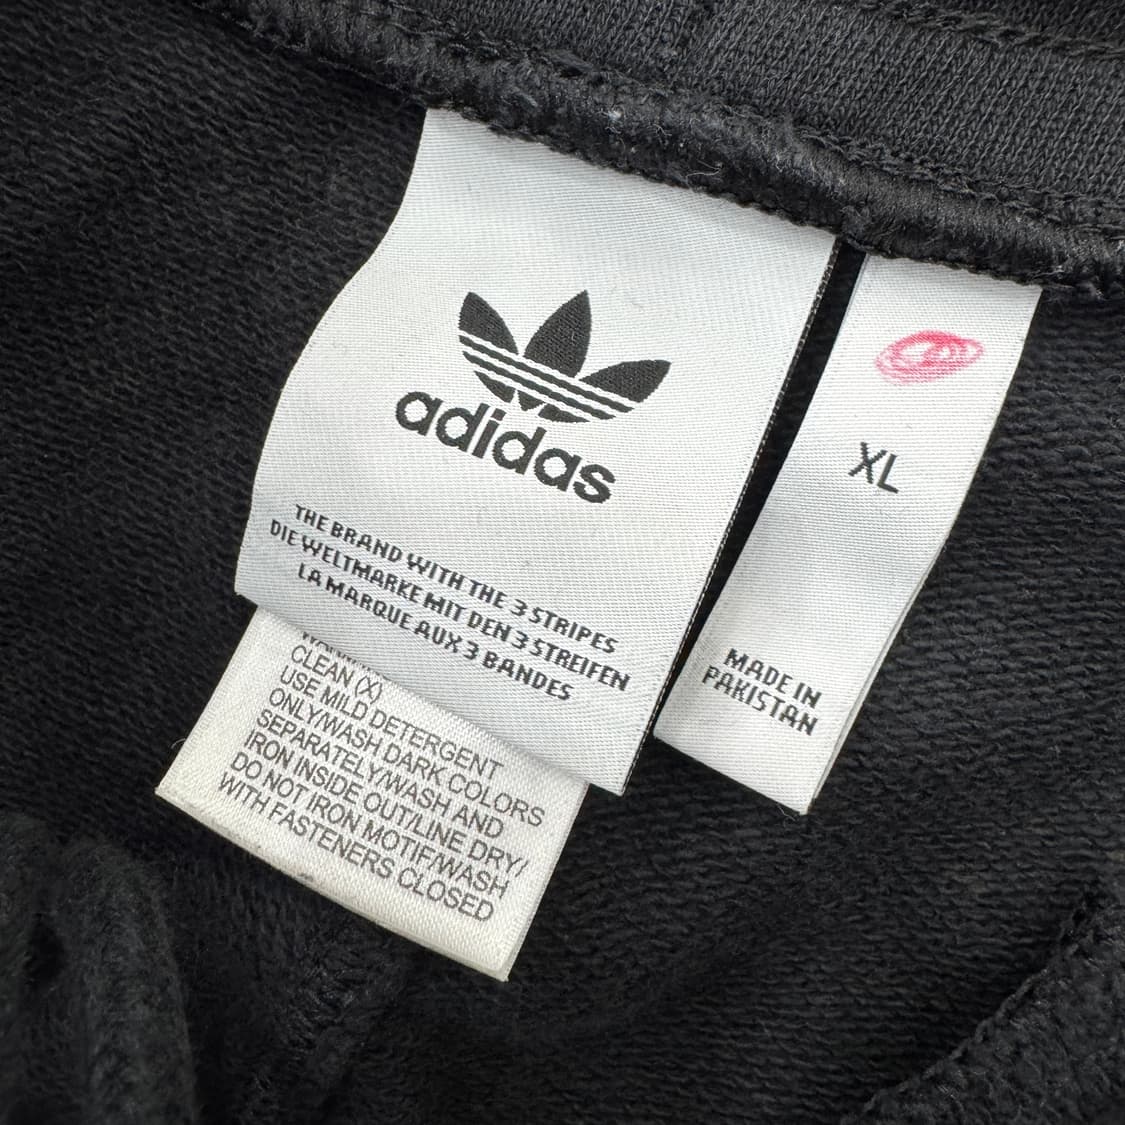 adidas
THE BRAND WITH THE 3 STRIPES
DIE WELTMARKE MIT DEN 3 STREIFEN
LA MARQUE AUX 3 BANDES
CLEAN (X)
USE MILD DETERGENT
ONLY/WASH DARK COLORS
SEPARATELY/WASH AND
IRON INSIDE OUT/LINE DRY/
DO NOT IRON MOTIF/WASH
WITH FASTENERS CLOSED
XL
MADE IN
PAKISTAN